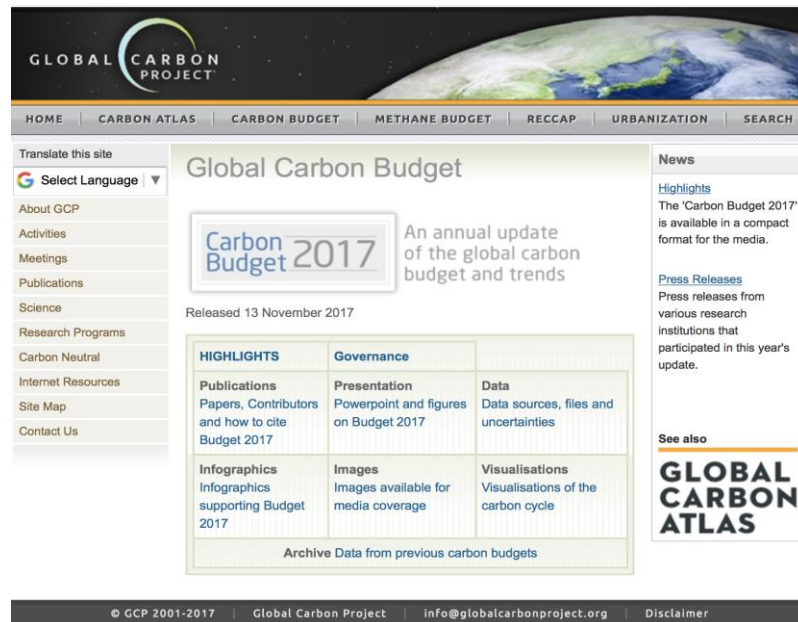 GLOBAL CARBON
PROJECT
HOME
CARBON ATLAS
CARBON BUDGET
METHANE BUDGET
RECCAP
URBANIZATION
SEARCH
Translate this site
Select Language ▼
About GCP
Activities
Meetings
Publications
Science
Research Programs
Carbon Neutral
Internet Resources
Site Map
Contact Us
Global Carbon Budget
Carbon
Budget 2017
An annual update
of the global carbon
budget and trends
Released 13 November 2017
HIGHLIGHTS
Governance
Publications
Papers, Contributors
and how to cite
Budget 2017
Presentation
Powerpoint and figures
on Budget 2017
Data
Data sources, files and
uncertainties
Infographics
Infographics
supporting Budget
2017
Images
Images available for
media coverage
Visualisations
Visualisations of the
carbon cycle
Archive Data from previous carbon budgets
News
Highlights
The 'Carbon Budget 2017'
is available in a compact
format for the media.
Press Releases
Press releases from
various research
institutions that
participated in this year's
update.
See also
GLOBAL
CARBON
ATLAS
© GCP 2001-2017 | Global Carbon Project | info@globalcarbonproject.org | Disclaimer